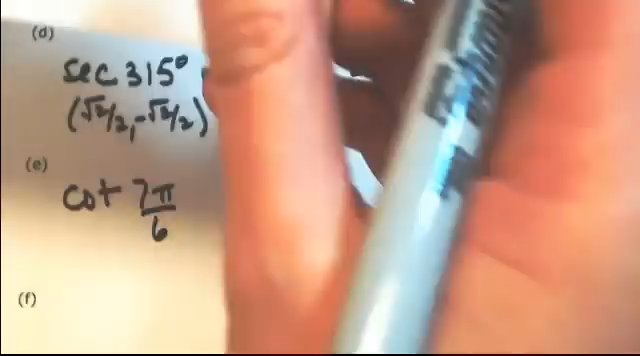 (d)
sec 315°
(√2/2, -√2/2)
(e)
cot 7π/6
(f)